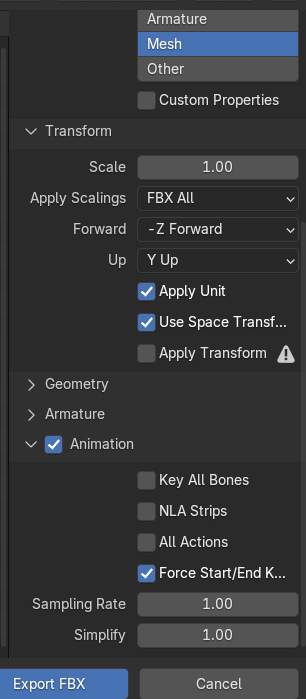 Armature
Mesh
Other
Custom Properties
Transform
Scale 1.00
Apply Scalings FBX All
Forward -Z Forward
Up Y Up
Apply Unit
Use Space Transf...
Apply Transform
Geometry
Armature
Animation
Key All Bones
NLA Strips
All Actions
Force Start/End K...
Sampling Rate 1.00
Simplify 1.00
Export FBX Cancel